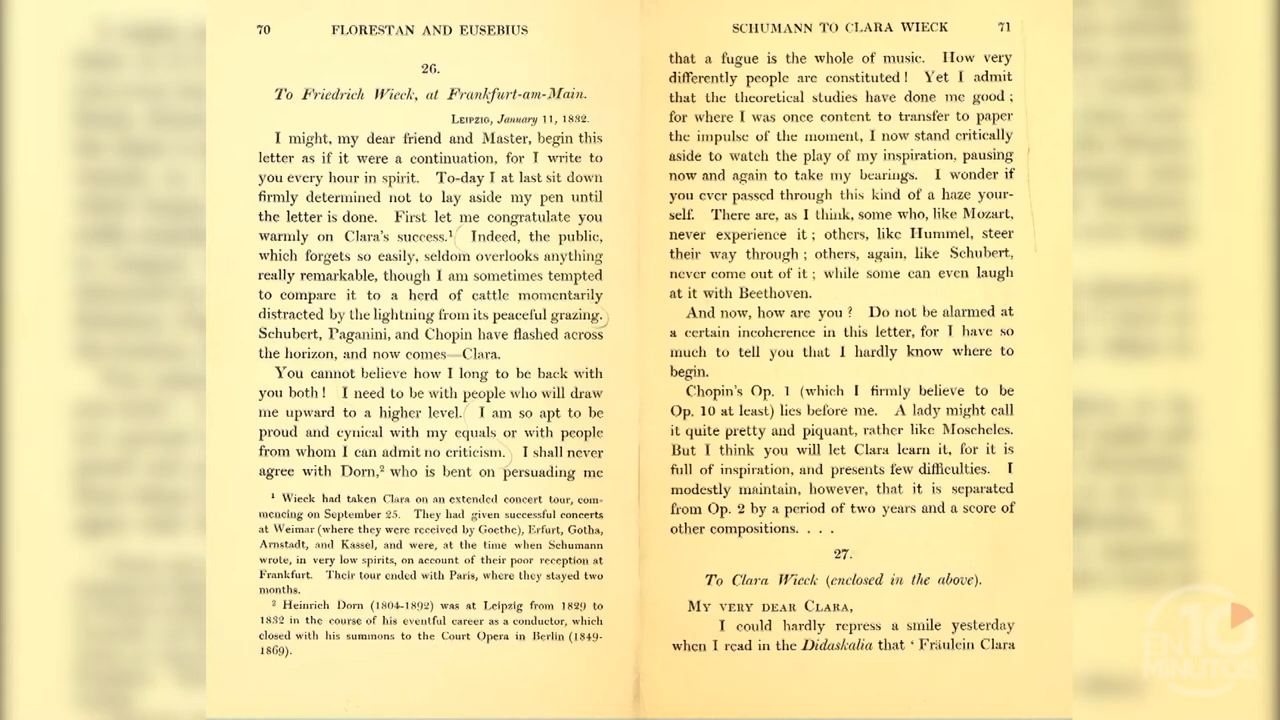 70 FLORESTAN AND EUSEBIUS
26.
To Friedrich Wieck, at Frankfurt-am-Main.
LEIPZIG, January 11, 1832.
I might, my dear friend and Master, begin this
letter as if it were a continuation, for I write to
you every hour in spirit. To-day I at last sit down
firmly determined not to lay aside my pen until
the letter is done. First let me congratulate you
warmly on Clara's success.¹ Indeed, the public,
which forgets so easily, seldom overlooks anything
really remarkable, though I am sometimes tempted
to compare it to a herd of cattle momentarily
distracted by the lightning from its peaceful grazing.
Schubert, Paganini, and Chopin have flashed across
the horizon, and now comes—Clara.
You cannot believe how I long to be back with
you both! I need to be with people who will draw
me upward to a higher level. I am so apt to be
proud and cynical with my equals or with people
from whom I can admit no criticism. I shall never
agree with Dorn,² who is bent on persuading me
¹ Wieck had taken Clara on an extended concert tour, com-
mencing on September 25. They had given successful concerts
at Weimar (where they were received by Goethe), Erfurt, Gotha,
Arnstadt, and Kassel, and were, at the time when Schumann
wrote, in very low spirits, on account of their poor reception at
Frankfurt. Their tour ended with Paris, where they stayed two
months.
² Heinrich Dorn (1804-1892) was at Leipzig from 1829 to
1832 in the course of his eventful career as a conductor, which
closed with his summons to the Court Opera in Berlin (1849-
1869).
SCHUMANN TO CLARA WIECK 71
that a fugue is the whole of music. How very
differently people are constituted! Yet I admit
that the theoretical studies have done me good;
for where I was once content to transfer to paper
the impulse of the moment, I now stand critically
aside to watch the play of my inspiration, pausing
now and again to take my bearings. I wonder if
you ever passed through this kind of a haze your-
self. There are, as I think, some who, like Mozart,
never experience it; others, like Hummel, steer
their way through; others, again, like Schubert,
never come out of it; while some can even laugh
at it with Beethoven.
And now, how are you? Do not be alarmed at
a certain incoherence in this letter, for I have so
much to tell you that I hardly know where to
begin.
Chopin's Op. 1 (which I firmly believe to be
Op. 10 at least) lies before me. A lady might call
it quite pretty and piquant, rather like Moscheles.
But I think you will let Clara learn it, for it is
full of inspiration, and presents few difficulties. I
modestly maintain, however, that it is separated
from Op. 2 by a period of two years and a score of
other compositions. . . .
27.
To Clara Wieck (enclosed in the above).
MY VERY DEAR CLARA,
I could hardly repress a smile yesterday
when I read in the Didaskalia that ' Fräulein Clara
10
EN
MINUTOS